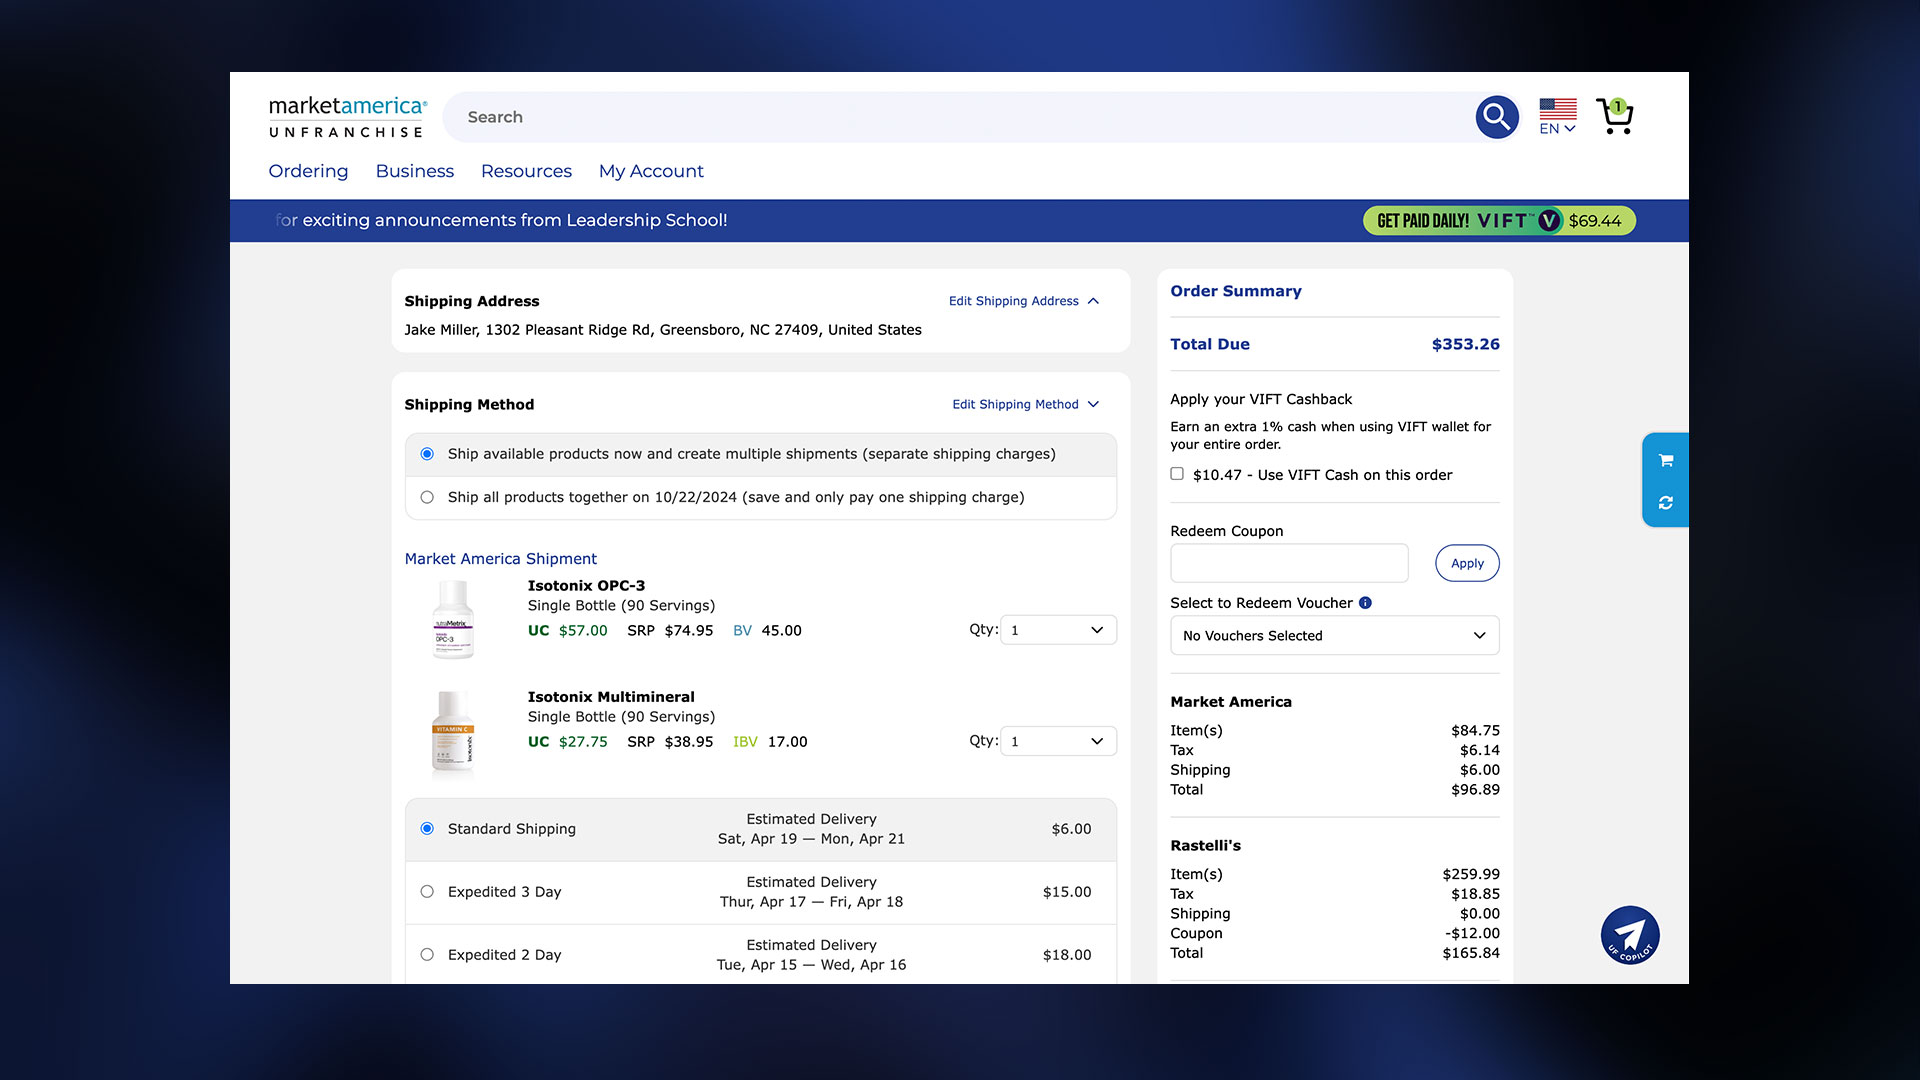 marketamerica®
UNFRANCHISE
Search
EN
1
Ordering
Business
Resources
My Account
for exciting announcements from Leadership School!
GET PAID DAILY! VIFT™ V $69.44
Shipping Address
Edit Shipping Address
Jake Miller, 1302 Pleasant Ridge Rd, Greensboro, NC 27409, United States
Shipping Method
Edit Shipping Method
Ship available products now and create multiple shipments (separate shipping charges)
Ship all products together on 10/22/2024 (save and only pay one shipping charge)
Market America Shipment
nutraMetrix
OPC-3
Isotonix OPC-3
Single Bottle (90 Servings)
UC $57.00 SRP $74.95 BV 45.00
Qty: 1
VITAMIN C
isotonix
Isotonix Multimineral
Single Bottle (90 Servings)
UC $27.75 SRP $38.95 IBV 17.00
Qty: 1
Standard Shipping
Estimated Delivery
Sat, Apr 19 — Mon, Apr 21
$6.00
Expedited 3 Day
Estimated Delivery
Thur, Apr 17 — Fri, Apr 18
$15.00
Expedited 2 Day
Estimated Delivery
Tue, Apr 15 — Wed, Apr 16
$18.00
Order Summary
Total Due $353.26
Apply your VIFT Cashback
Earn an extra 1% cash when using VIFT wallet for
your entire order.
$10.47 - Use VIFT Cash on this order
Redeem Coupon
Apply
Select to Redeem Voucher
No Vouchers Selected
Market America
Item(s) $84.75
Tax $6.14
Shipping $6.00
Total $96.89
Rastelli's
Item(s) $259.99
Tax $18.85
Shipping $0.00
Coupon -$12.00
Total $165.84
UF COPILOT